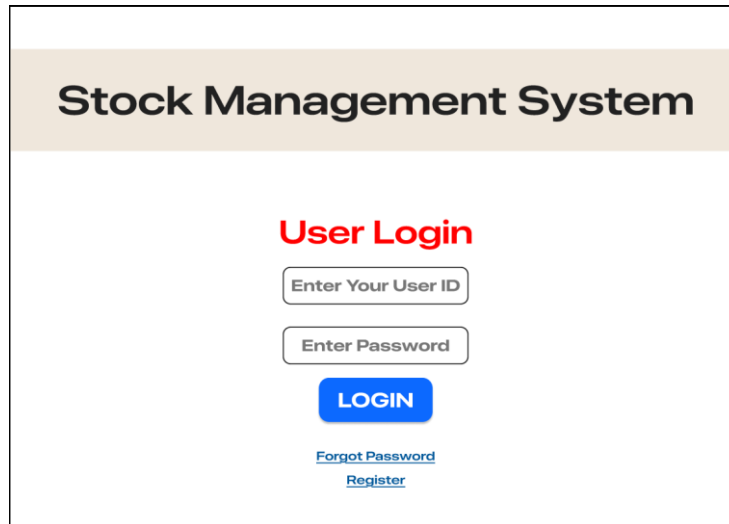 Stock Management System
User Login
Enter Your User ID
Enter Password
LOGIN
Forgot Password
Register